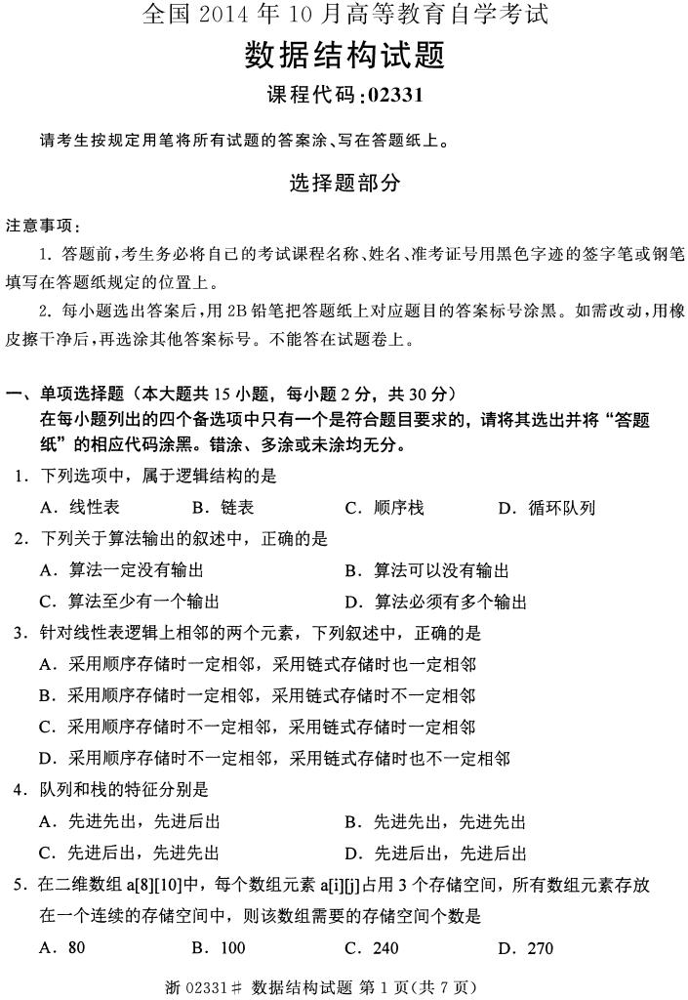 全国 2014 年 10 月高等教育自学考试
数据结构试题
课程代码:02331
请考生按规定用笔将所有试题的答案涂、写在答题纸上。
选择题部分
注意事项:
1. 答题前,考生务必将自己的考试课程名称、姓名、准考证号用黑色字迹的签字笔或钢笔
填写在答题纸规定的位置上。
2. 每小题选出答案后,用 2B 铅笔把答题纸上对应题目的答案标号涂黑。如需改动,用橡
皮擦干净后,再选涂其他答案标号。不能答在试题卷上。
一、单项选择题（本大题共 15 小题，每小题 2 分，共 30 分）
在每小题列出的四个备选项中只有一个是符合题目要求的，请将其选出并将“答题
纸”的相应代码涂黑。错涂、多涂或未涂均无分。
1．下列选项中，属于逻辑结构的是
A．线性表 B．链表 C．顺序栈 D．循环队列
2．下列关于算法输出的叙述中，正确的是
A．算法一定没有输出 B．算法可以没有输出
C．算法至少有一个输出 D．算法必须有多个输出
3．针对线性表逻辑上相邻的两个元素，下列叙述中，正确的是
A．采用顺序存储时一定相邻，采用链式存储时也一定相邻
B．采用顺序存储时一定相邻，采用链式存储时不一定相邻
C．采用顺序存储时不一定相邻，采用链式存储时一定相邻
D．采用顺序存储时不一定相邻，采用链式存储时也不一定相邻
4．队列和栈的特征分别是
A．先进先出，先进后出 B．先进先出，先进先出
C．先进后出，先进先出 D．先进后出，先进后出
5．在二维数组 a[8][10]中，每个数组元素 a[i][j]占用 3 个存储空间，所有数组元素存放
在一个连续的存储空间中，则该数组需要的存储空间个数是
A．80 B．100 C．240 D．270
浙 02331# 数据结构试题 第 1 页(共 7 页)